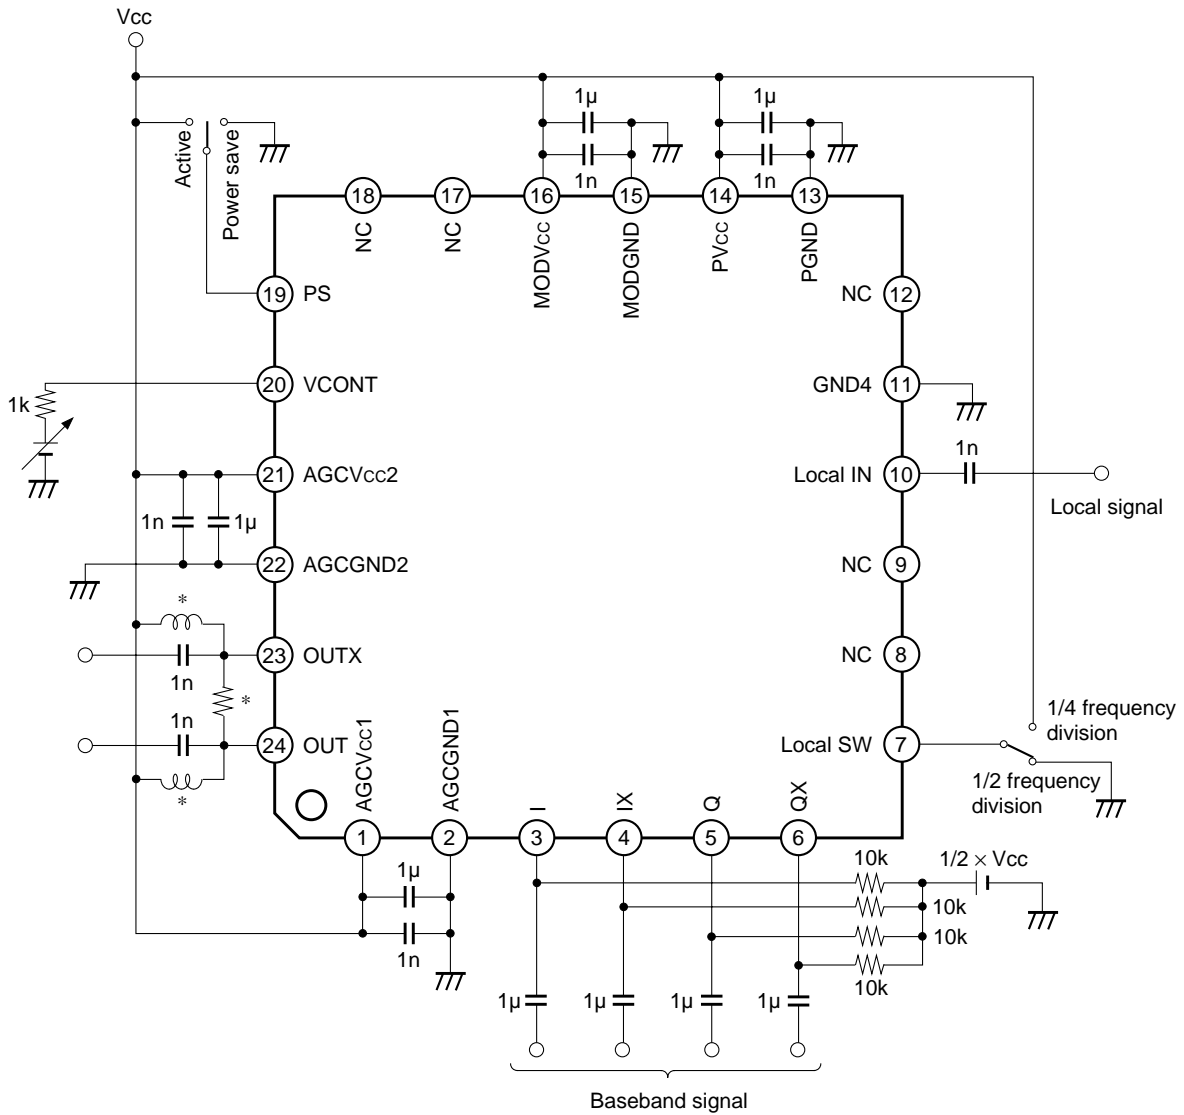 Vcc
Active
Power save
1µ
1n
1µ
1n
18
17
16
15
14
13
NC
NC
MODVcc
MODGND
PVcc
PGND
19
PS
NC
12
20
VCONT
1k
GND4
11
21
AGCVcc2
1n
1µ
Local IN
10
1n
Local signal
22
AGCGND2
NC
9
*
23
OUTX
1n
*
NC
8
1n
24
OUT
*
Local SW
7
1/4 frequency
division
1/2 frequency
division
AGCVcc1
AGCGND1
I
IX
Q
QX
1
2
3
4
5
6
1µ
1n
10k
1/2 × Vcc
10k
10k
10k
1µ
1µ
1µ
1µ
Baseband signal